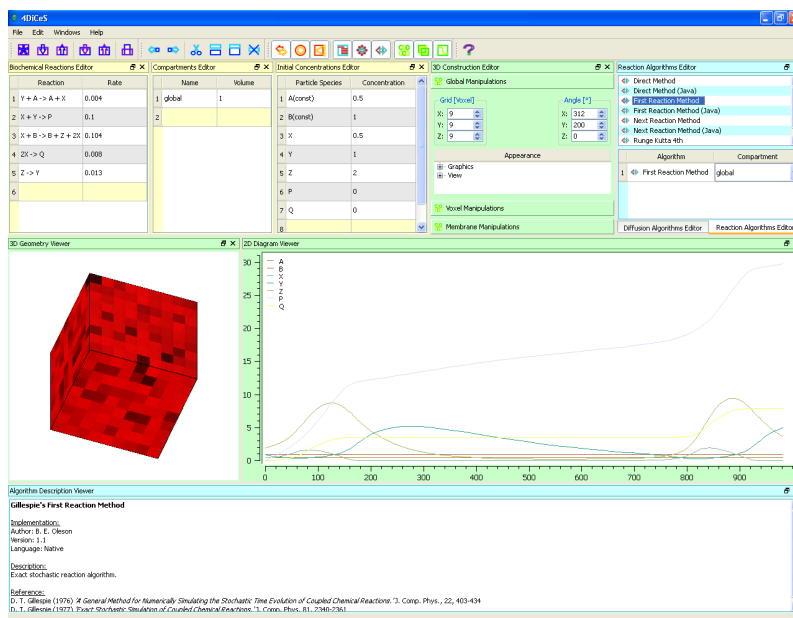 4DiCeS
File Edit Windows Help
Biochemical Reactions Editor
Reaction Rate
1 Y + A -> A + X 0.004
2 X + Y -> P 0.1
3 X + B -> B + Z + 2X 0.104
4 2X -> Q 0.008
5 Z -> Y 0.013
6
Compartments Editor
Name Volume
1 global 1
2
Initial Concentrations Editor
Particle Species Concentration
1 A(const) 0.5
2 B(const) 1
3 X 0.5
4 Y 1
5 Z 2
6 P 0
7 Q 0
8
3D Construction Editor
Global Manipulations
Grid [Voxel] Angle [°]
X: 9 X: 312
Y: 9 Y: 200
Z: 9 Z: 0
Appearance
Graphics
View
Voxel Manipulations
Membrane Manipulations
Reaction Algorithms Editor
Direct Method
Direct Method (Java)
First Reaction Method
First Reaction Method (Java)
Next Reaction Method
Next Reaction Method (Java)
Runge Kutta 4th
Algorithm Compartment
1 First Reaction Method global
Diffusion Algorithms Editor Reaction Algorithms Editor
3D Geometry Viewer
2D Diagram Viewer
A
B
X
Y
Z
P
Q
30
25
20
15
10
5
0
0 100 200 300 400 500 600 700 800 900
Algorithm Description Viewer
Gillespie's First Reaction Method
Implementation:
Author: B. E. Oleson
Version: 1.1
Language: Native
Description:
Exact stochastic reaction algorithm.
Reference:
D. T. Gillespie (1976) 'A General Method for Numerically Simulating the Stochastic Time Evolution of Coupled Chemical Reactions.' J. Comp. Phys., 22, 403-434
D. T. Gillespie (1977) 'Exact Stochastic Simulation of Coupled Chemical Reactions.' J. Comp. Phys. 81, 2340-2361